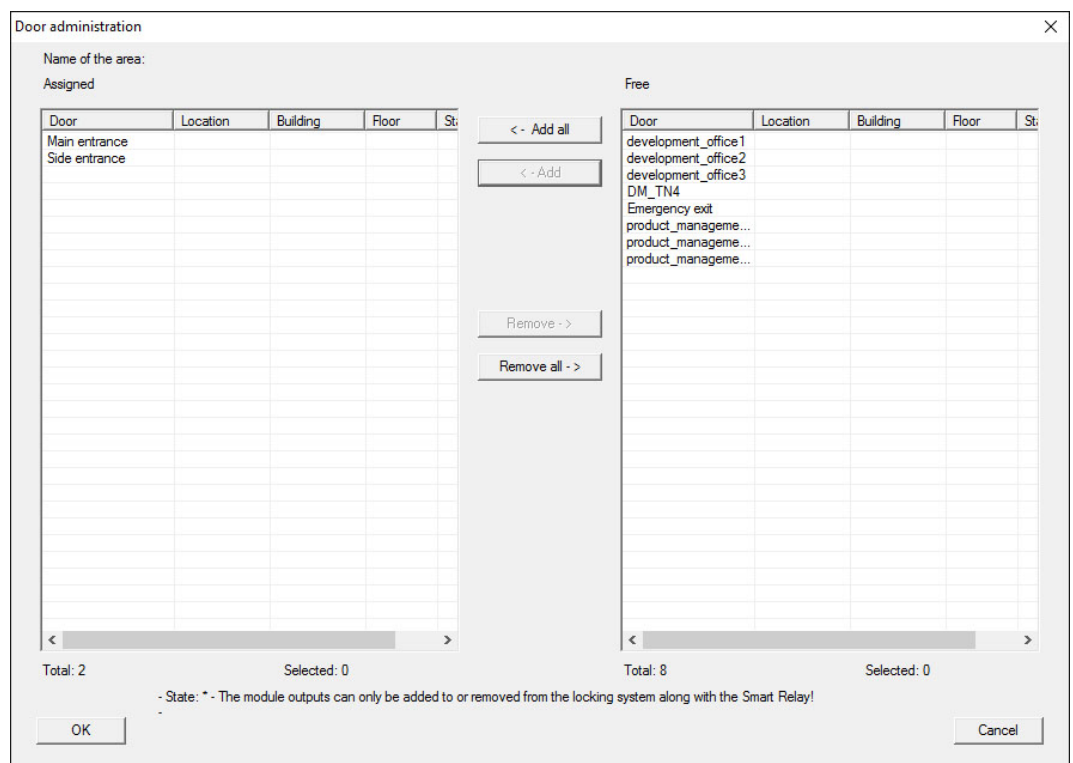 Door administration
Name of the area:
Assigned
Free
Door Location Building Floor St
Main entrance
Side entrance
<- Add all
<- Add
Remove ->
Remove all ->
Door Location Building Floor St
development_office1
development_office2
development_office3
DM_TN4
Emergency exit
product_manageme...
product_manageme...
product_manageme...
Total: 2 Selected: 0
Total: 8 Selected: 0
- State: * - The module outputs can only be added to or removed from the locking system along with the Smart Relay!
-
OK
Cancel